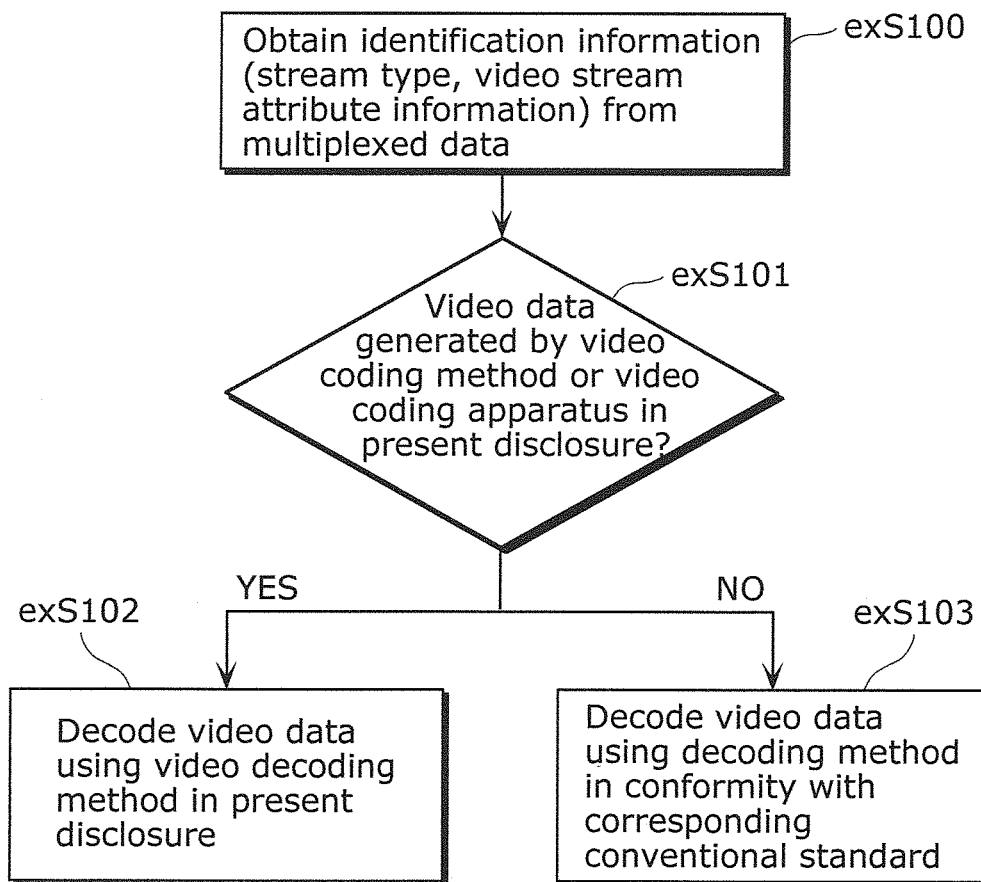 exS100
Obtain identification information
(stream type, video stream
attribute information) from
multiplexed data
exS101
Video data
generated by video
coding method or video
coding apparatus in
present disclosure?
YES
NO
exS102
exS103
Decode video data
using video decoding
method in present
disclosure
Decode video data
using decoding method
in conformity with
corresponding
conventional standard